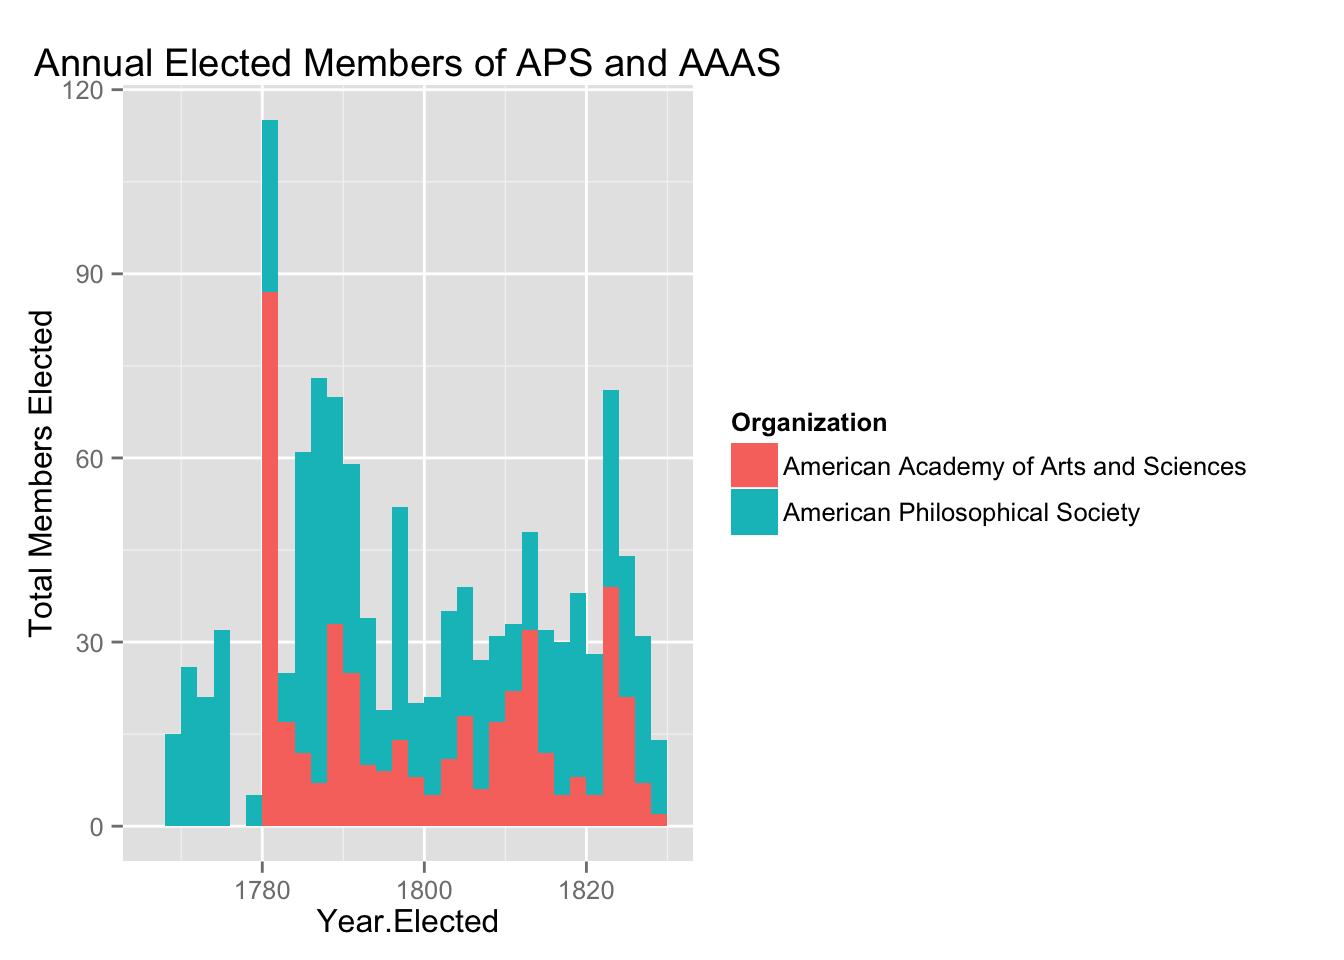 Annual Elected Members of APS and AAAS
120
90
60
30
0
Total Members Elected
1780 1800 1820
Year.Elected
Organization
American Academy of Arts and Sciences
American Philosophical Society